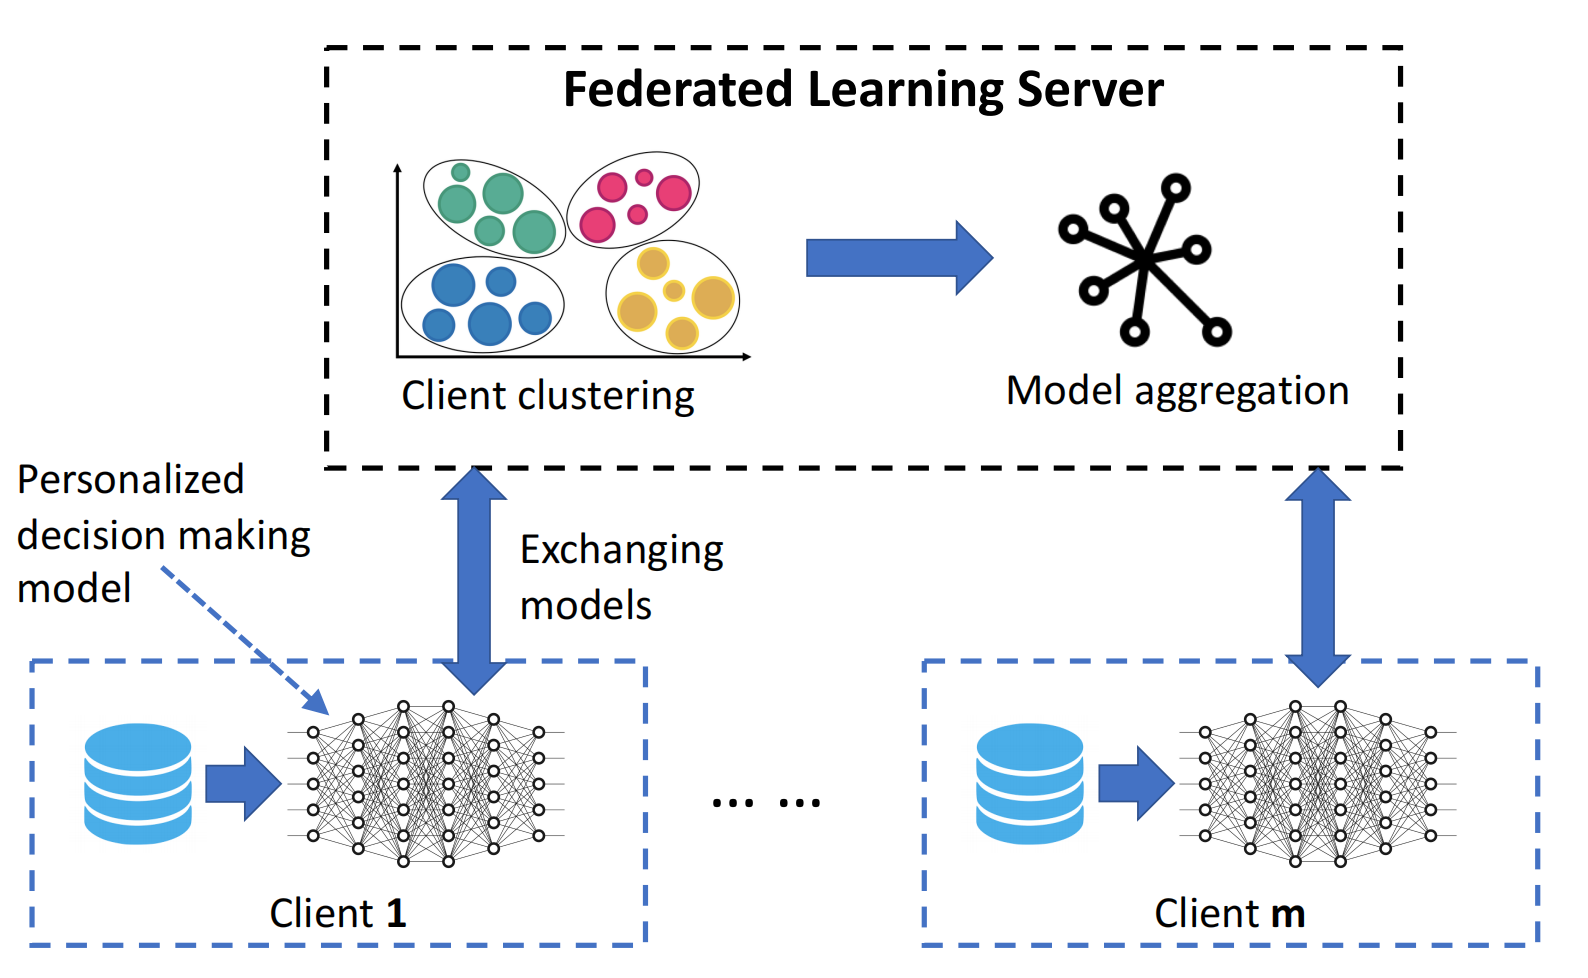 Federated Learning Server
Client clustering
Model aggregation
Personalized
decision making
model
Exchanging
models
... ...
Client 1
Client m